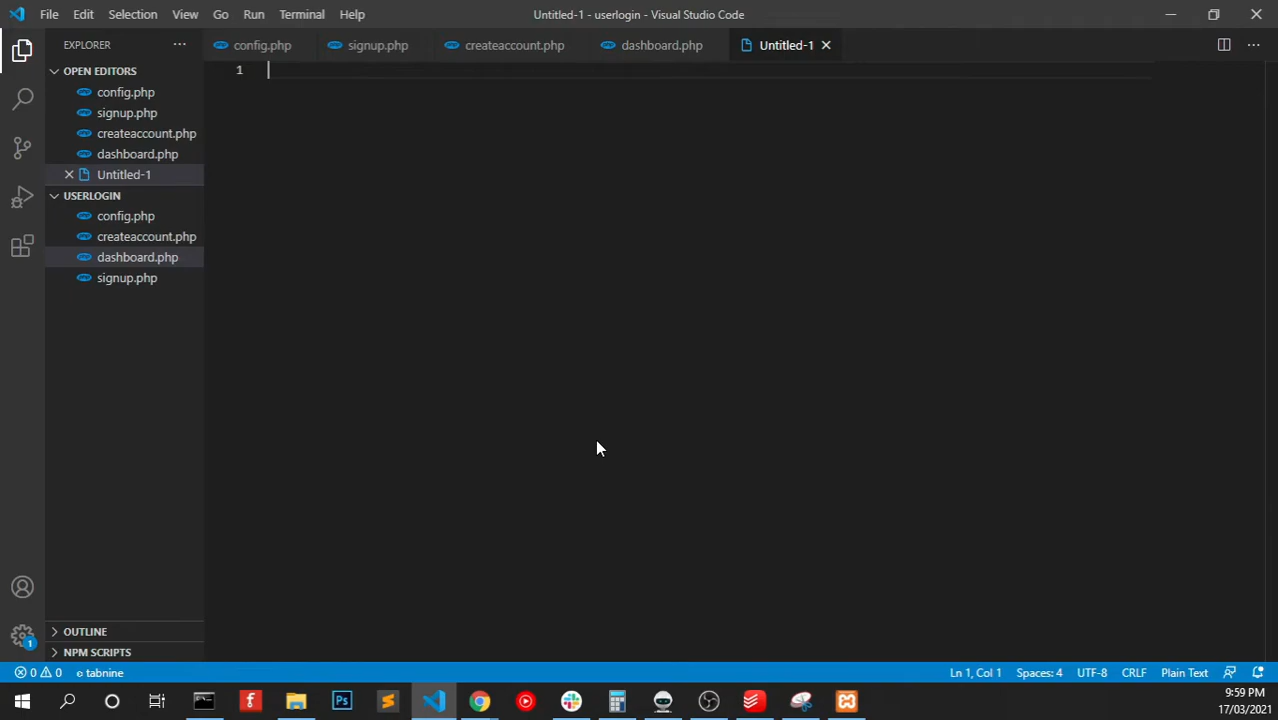 File Edit Selection View Go Run Terminal Help Untitled-1 - userlogin - Visual Studio Code
EXPLORER
config.php signup.php createaccount.php dashboard.php Untitled-1
OPEN EDITORS
config.php
signup.php
createaccount.php
dashboard.php
Untitled-1
USERLOGIN
config.php
createaccount.php
dashboard.php
signup.php
1
OUTLINE
1
NPM SCRIPTS
0 0 tabnine Ln 1, Col 1 Spaces: 4 UTF-8 CRLF Plain Text
Ps
9:59 PM
17/03/2021